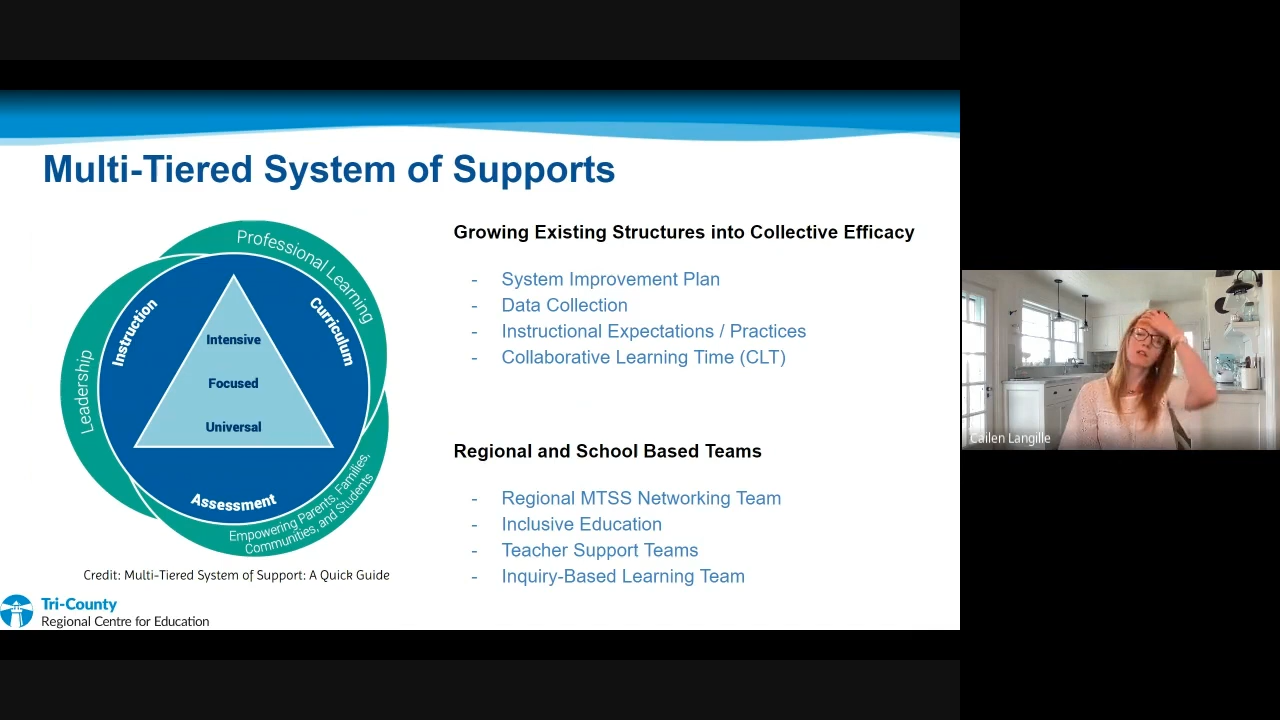 Multi-Tiered System of Supports
Professional Learning
Leadership
Instruction
Curriculum
Intensive
Focused
Universal
Assessment
Empowering Parents, Families,
Communities, and Students
Credit: Multi-Tiered System of Support: A Quick Guide
Growing Existing Structures into Collective Efficacy
- System Improvement Plan
- Data Collection
- Instructional Expectations / Practices
- Collaborative Learning Time (CLT)
Regional and School Based Teams
- Regional MTSS Networking Team
- Inclusive Education
- Teacher Support Teams
- Inquiry-Based Learning Team
Tri-County
Regional Centre for Education
Cailen Langille